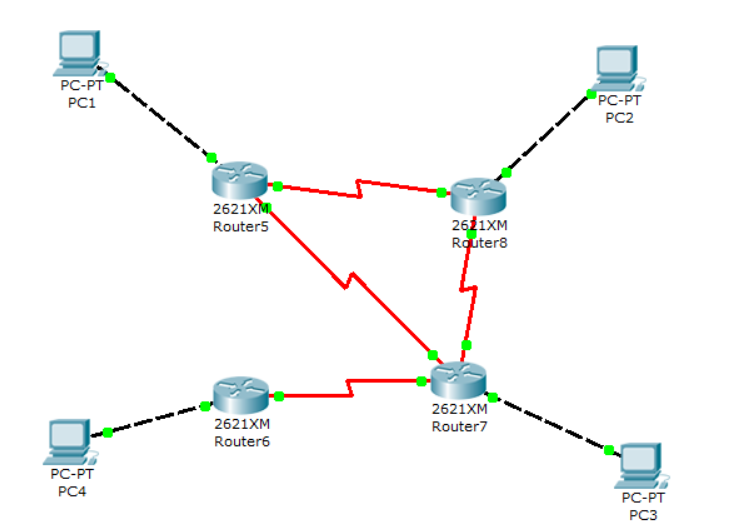 PC-PT
PC1
PC-PT
PC2
2621XM
Router5
2621XM
Router8
2621XM
Router6
2621XM
Router7
PC-PT
PC4
PC-PT
PC3